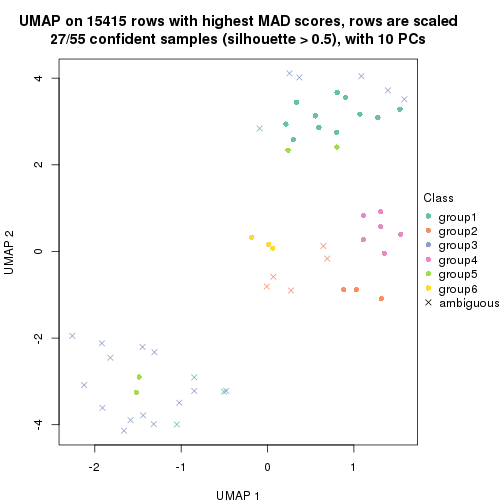 UMAP on 15415 rows with highest MAD scores, rows are scaled
27/55 confident samples (silhouette > 0.5), with 10 PCs
4
2
0
-2
-4
UMAP 2
-2
-1
0
1
UMAP 1
Class
group1
group2
group3
group4
group5
group6
ambiguous